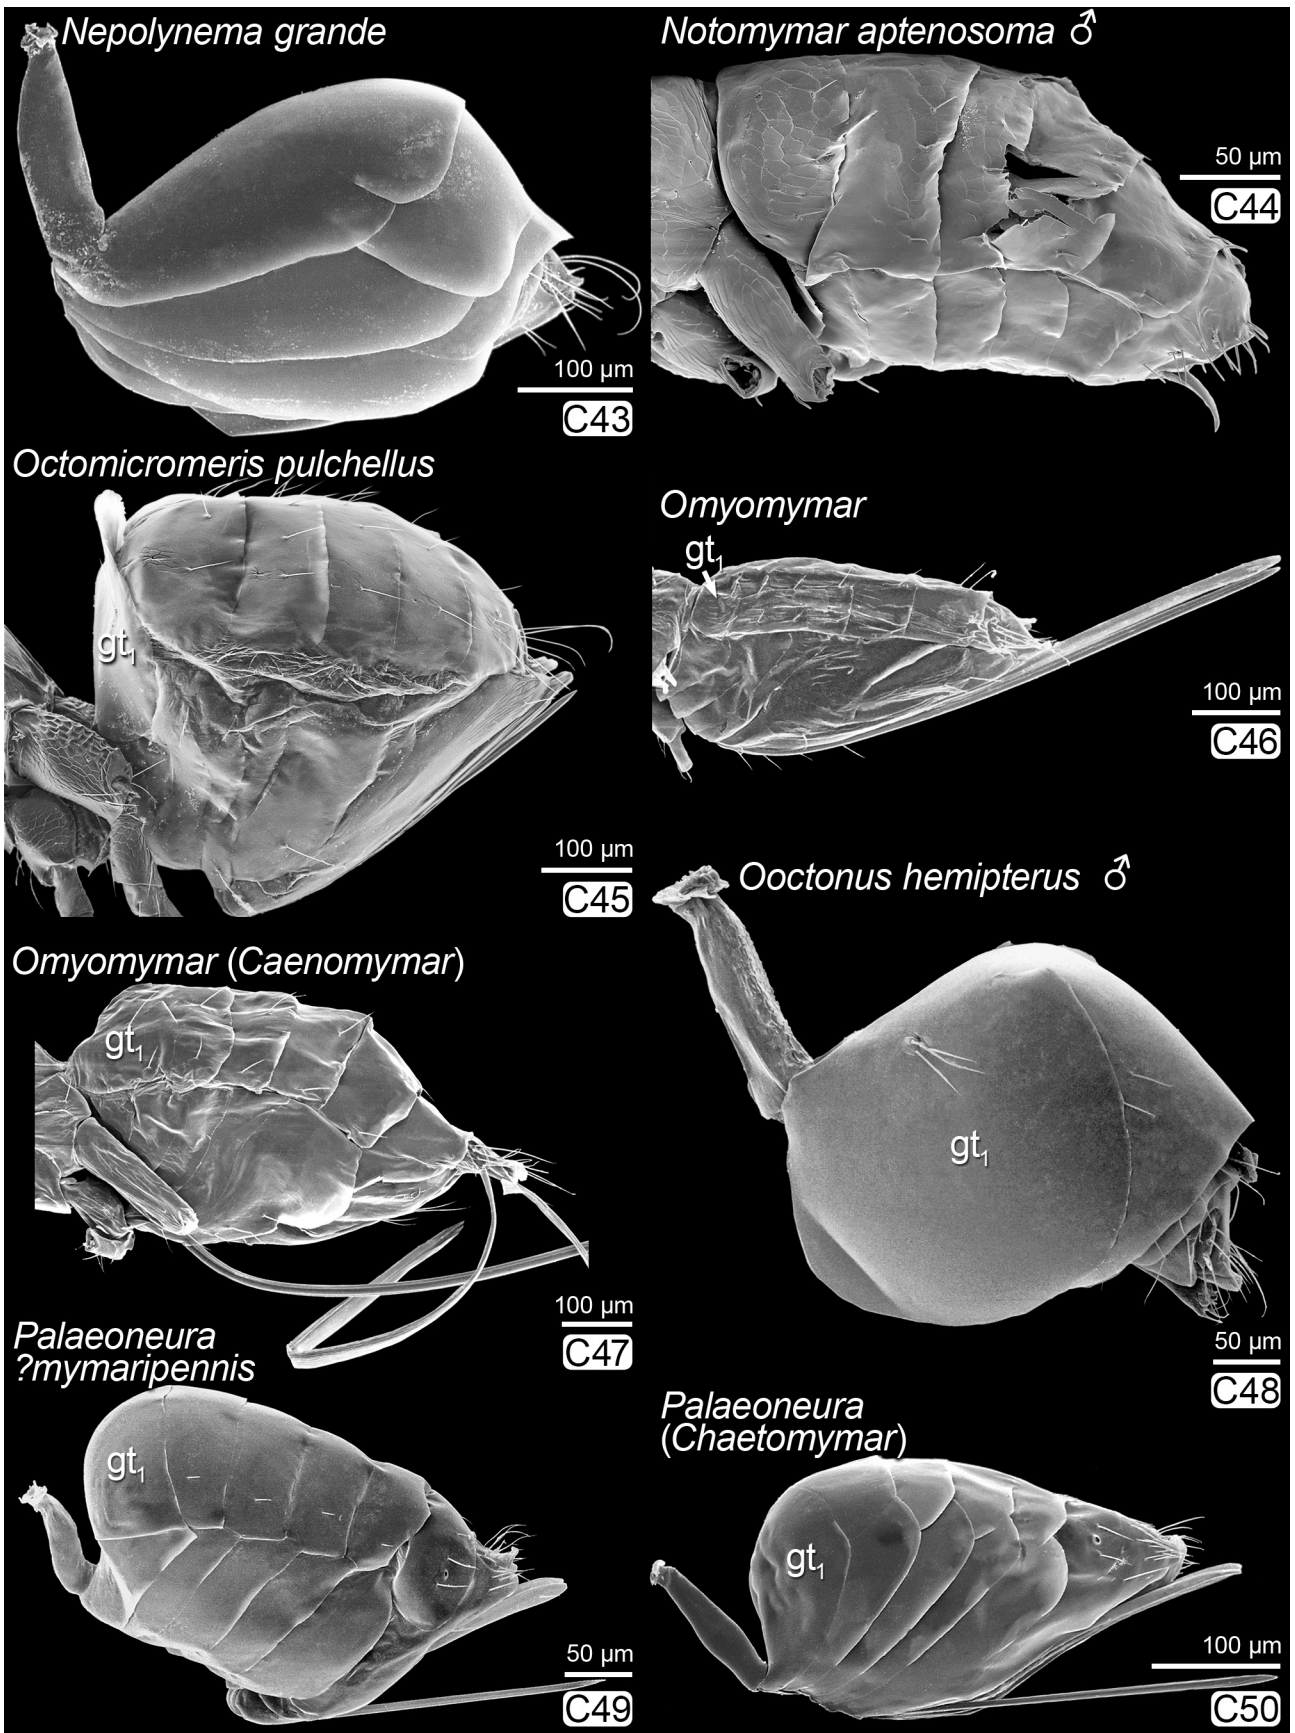 Nepolynema grande
100 µm
C43
Notomymar aptenosoma ♂
50 µm
C44
Octomicromeris pulchellus
gt1
100 µm
C45
Omyomymar
gt1
100 µm
C46
Omyomymar (Caenomymar)
gt1
100 µm
C47
Ooctonus hemipterus ♂
gt1
50 µm
C48
Palaeoneura
?mymaripennis
gt1
50 µm
C49
Palaeoneura
(Chaetomymar)
gt1
100 µm
C50